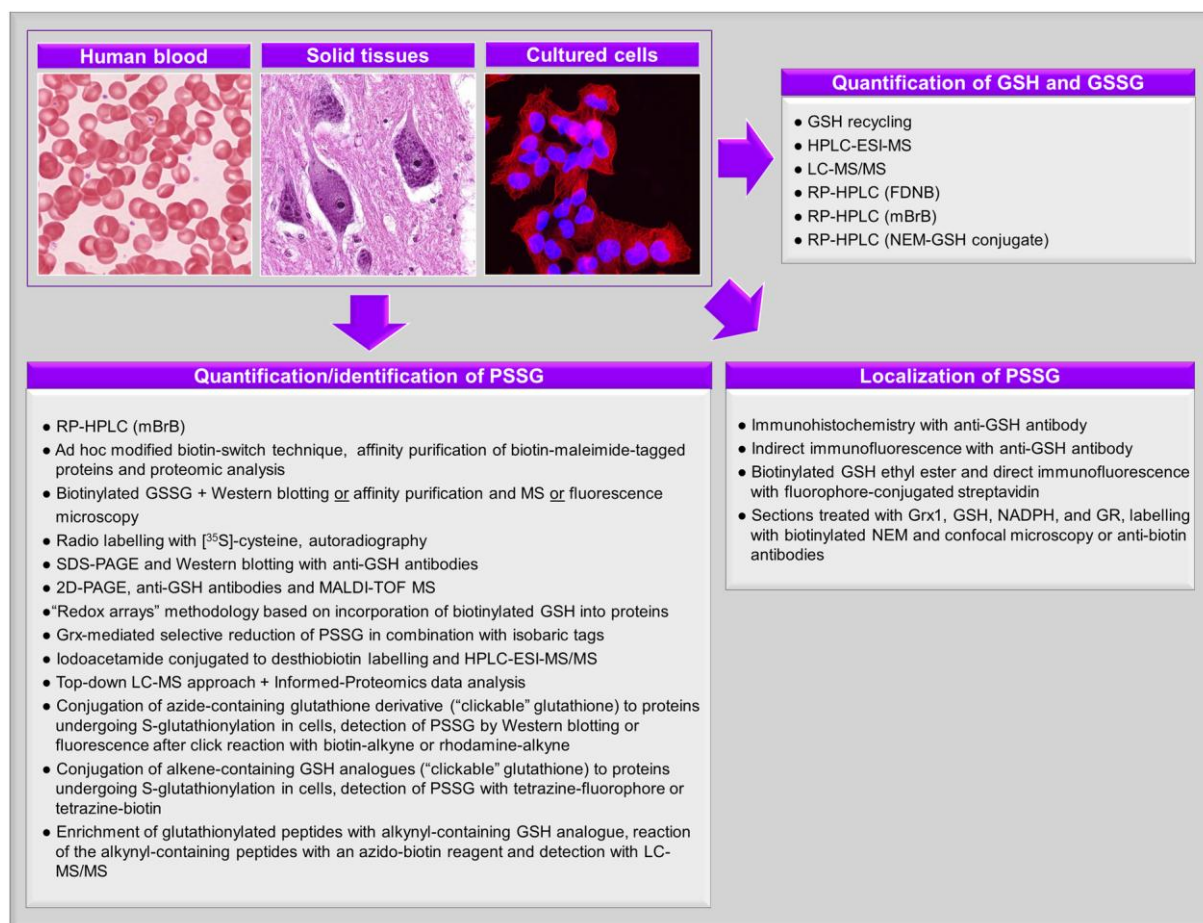 Human blood
Solid tissues
Cultured cells
Quantification of GSH and GSSG
● GSH recycling
● HPLC-ESI-MS
● LC-MS/MS
● RP-HPLC (FDNB)
● RP-HPLC (mBrB)
● RP-HPLC (NEM-GSH conjugate)
Quantification/identification of PSSG
● RP-HPLC (mBrB)
● Ad hoc modified biotin-switch technique, affinity purification of biotin-maleimide-tagged
proteins and proteomic analysis
● Biotinylated GSSG + Western blotting or affinity purification and MS or fluorescence
microscopy
● Radio labelling with [³⁵S]-cysteine, autoradiography
● SDS-PAGE and Western blotting with anti-GSH antibodies
● 2D-PAGE, anti-GSH antibodies and MALDI-TOF MS
●“Redox arrays” methodology based on incorporation of biotinylated GSH into proteins
● Grx-mediated selective reduction of PSSG in combination with isobaric tags
● Iodoacetamide conjugated to desthiobiotin labelling and HPLC-ESI-MS/MS
● Top-down LC-MS approach + Informed-Proteomics data analysis
● Conjugation of azide-containing glutathione derivative (“clickable” glutathione) to proteins
undergoing S-glutathionylation in cells, detection of PSSG by Western blotting or
fluorescence after click reaction with biotin-alkyne or rhodamine-alkyne
● Conjugation of alkene-containing GSH analogues (“clickable” glutathione) to proteins
undergoing S-glutathionylation in cells, detection of PSSG with tetrazine-fluorophore or
tetrazine-biotin
● Enrichment of glutathionylated peptides with alkynyl-containing GSH analogue, reaction
of the alkynyl-containing peptides with an azido-biotin reagent and detection with LC-
MS/MS
Localization of PSSG
● Immunohistochemistry with anti-GSH antibody
● Indirect immunofluorescence with anti-GSH antibody
● Biotinylated GSH ethyl ester and direct immunofluorescence
with fluorophore-conjugated streptavidin
● Sections treated with Grx1, GSH, NADPH, and GR, labelling
with biotinylated NEM and confocal microscopy or anti-biotin
antibodies